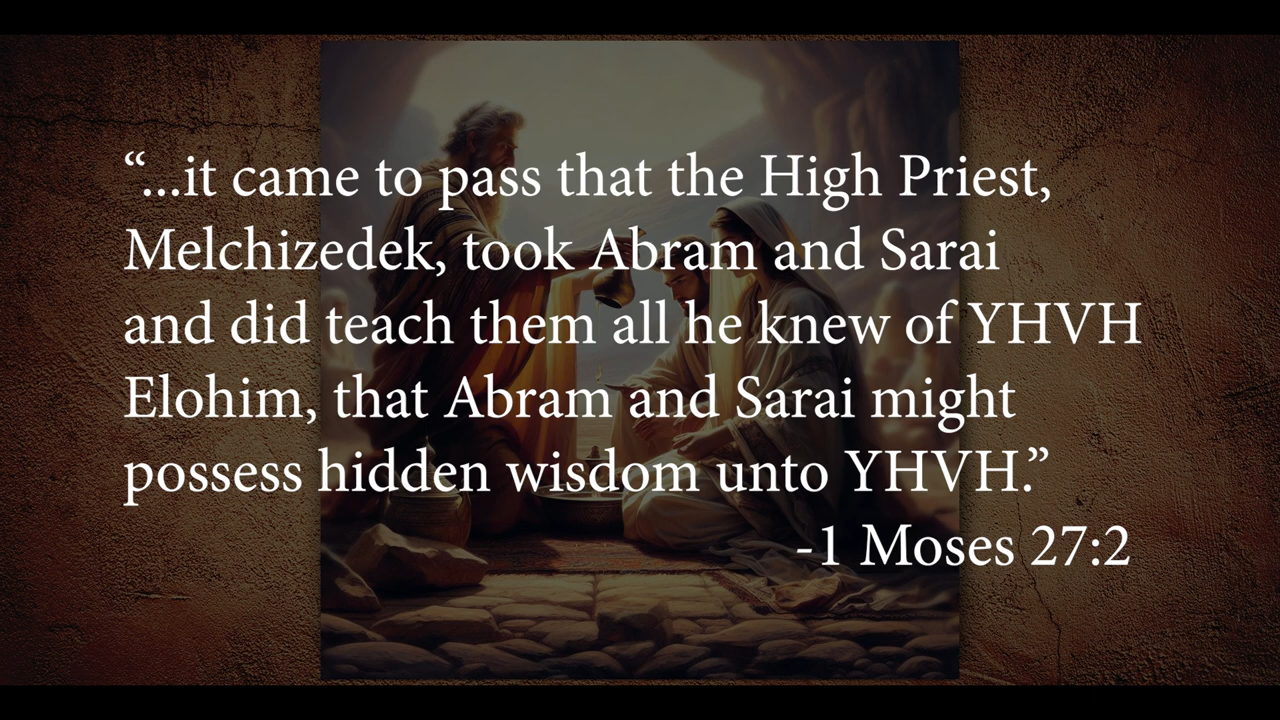 “...it came to pass that the High Priest,
Melchizedek, took Abram and Sarai
and did teach them all he knew of YHVH
Elohim, that Abram and Sarai might
possess hidden wisdom unto YHVH.”
-1 Moses 27:2